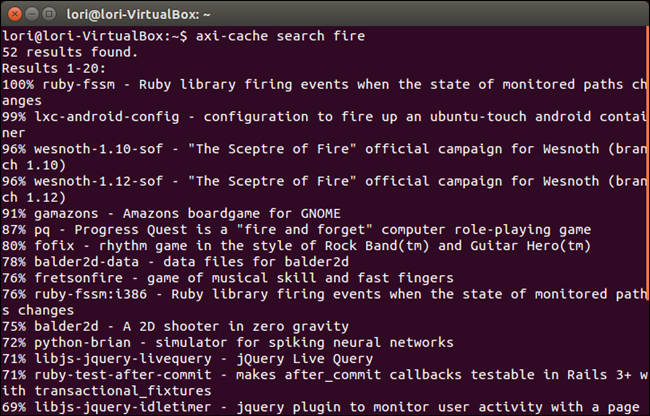 lori@lori-VirtualBox: ~
lori@lori-VirtualBox:~$ axi-cache search fire
52 results found.
Results 1-20:
100% ruby-fssm - Ruby library firing events when the state of monitored paths ch
anges
99% lxc-android-config - configuration to fire up an ubuntu-touch android contai
ner
96% wesnoth-1.10-sof - "The Sceptre of Fire" official campaign for Wesnoth (bran
ch 1.10)
96% wesnoth-1.12-sof - "The Sceptre of Fire" official campaign for Wesnoth (bran
ch 1.12)
91% gamazons - Amazons boardgame for GNOME
87% pq - Progress Quest is a "fire and forget" computer role-playing game
80% fofix - rhythm game in the style of Rock Band(tm) and Guitar Hero(tm)
78% balder2d-data - data files for balder2d
76% fretsonfire - game of musical skill and fast fingers
76% ruby-fssm:i386 - Ruby library firing events when the state of monitored path
s changes
75% balder2d - A 2D shooter in zero gravity
72% python-brian - simulator for spiking neural networks
71% libjs-jquery-livequery - jQuery Live Query
71% ruby-test-after-commit - makes after_commit callbacks testable in Rails 3+ w
ith transactional_fixtures
69% libjs-jquery-idletimer - jquery plugin to monitor user activity with a page